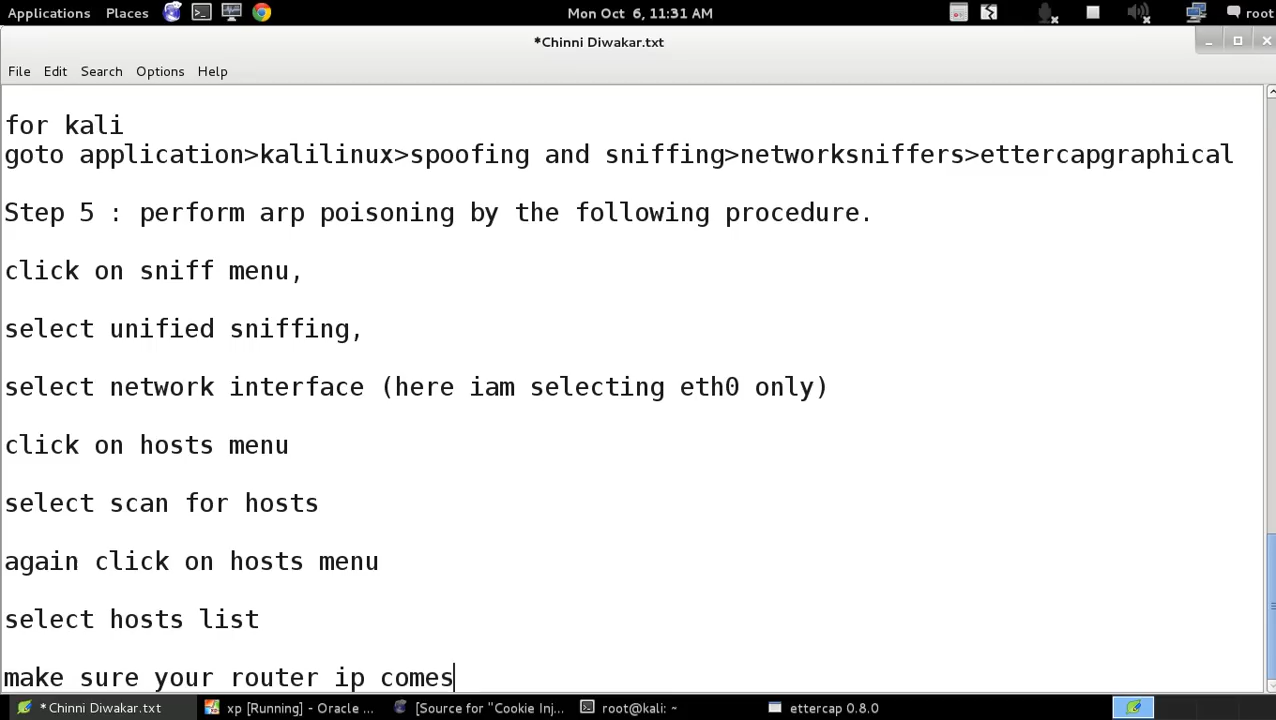 Applications Places Mon Oct 6, 11:31 AM root
*Chinni Diwakar.txt
File Edit Search Options Help
for kali
goto application>kalilinux>spoofing and sniffing>networksniffers>ettercapgraphical
Step 5 : perform arp poisoning by the following procedure.
click on sniff menu,
select unified sniffing,
select network interface (here iam selecting eth0 only)
click on hosts menu
select scan for hosts
again click on hosts menu
select hosts list
make sure your router ip comes
*Chinni Diwakar.txt xp [Running] - Oracle ... [Source for "Cookie Inj... root@kali: ~ ettercap 0.8.0